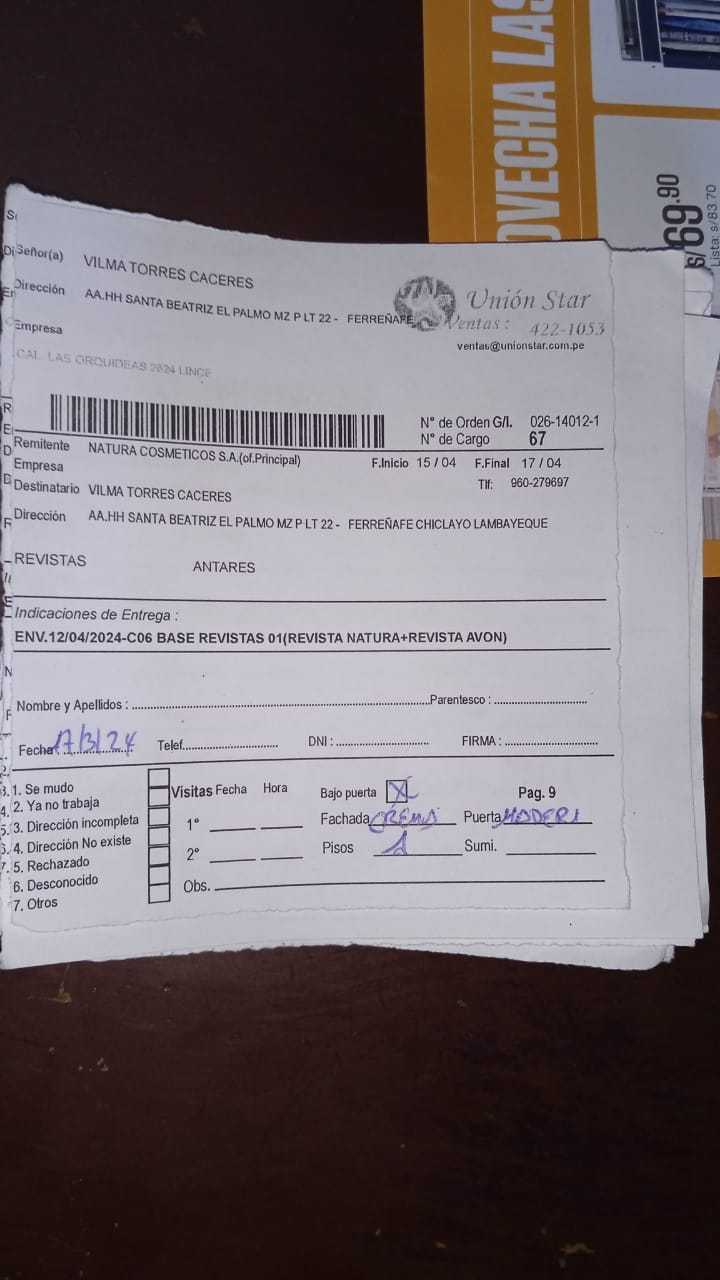 OVECHA LAS
S/69.90
Lista: s/83 70
Señor(a) VILMA TORRES CACERES
Dirección AA.HH SANTA BEATRIZ EL PALMO MZ P LT 22 - FERREÑAFE
Empresa
CAL. LAS ORQUIDEAS 2024 LINCE
Unión Star
Ventas : 422-1053
ventas@unionstar.com.pe
N° de Orden G/I. 026-14012-1
N° de Cargo 67
Remitente NATURA COSMETICOS S.A.(of.Principal)
Empresa
F.Inicio 15 / 04 F.Final 17 / 04
Tlf: 960-279697
Destinatario VILMA TORRES CACERES
Dirección AA.HH SANTA BEATRIZ EL PALMO MZ P LT 22 - FERREÑAFE CHICLAYO LAMBAYEQUE
REVISTAS ANTARES
Indicaciones de Entrega :
ENV.12/04/2024-C06 BASE REVISTAS 01(REVISTA NATURA+REVISTA AVON)
Nombre y Apellidos : Parentesco :
Fecha 17/3/24 Telef. DNI : FIRMA :
1. Se mudo
2. Ya no trabaja
3. Dirección incompleta
4. Dirección No existe
5. Rechazado
6. Desconocido
7. Otros
Visitas Fecha Hora
1°
2°
Obs.
Bajo puerta X Pag. 9
Fachada CREMA Puerta MADERA
Pisos 1 Sumi.